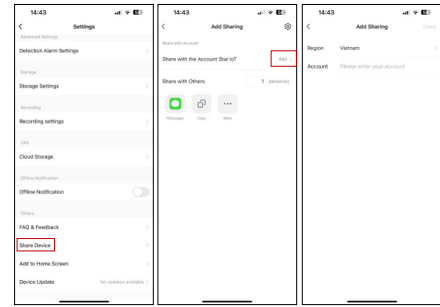 14:43
Settings
Advanced Settings
Detection Alarm Settings
Storage
Storage Settings
Recording
Recording settings
FAQ
Cloud Storage
Offline Notification
Offline Notification
Others
FAQ & Feedback
Share Device
Add to Home Screen
Device Update No updates available
14:43
Add Sharing
Share with Account
Share with the Account Star IoT Add
Share with Others 1 person(s)
Messages Copy More
14:43
Add Sharing Done
Region Vietnam
Account Please enter your account